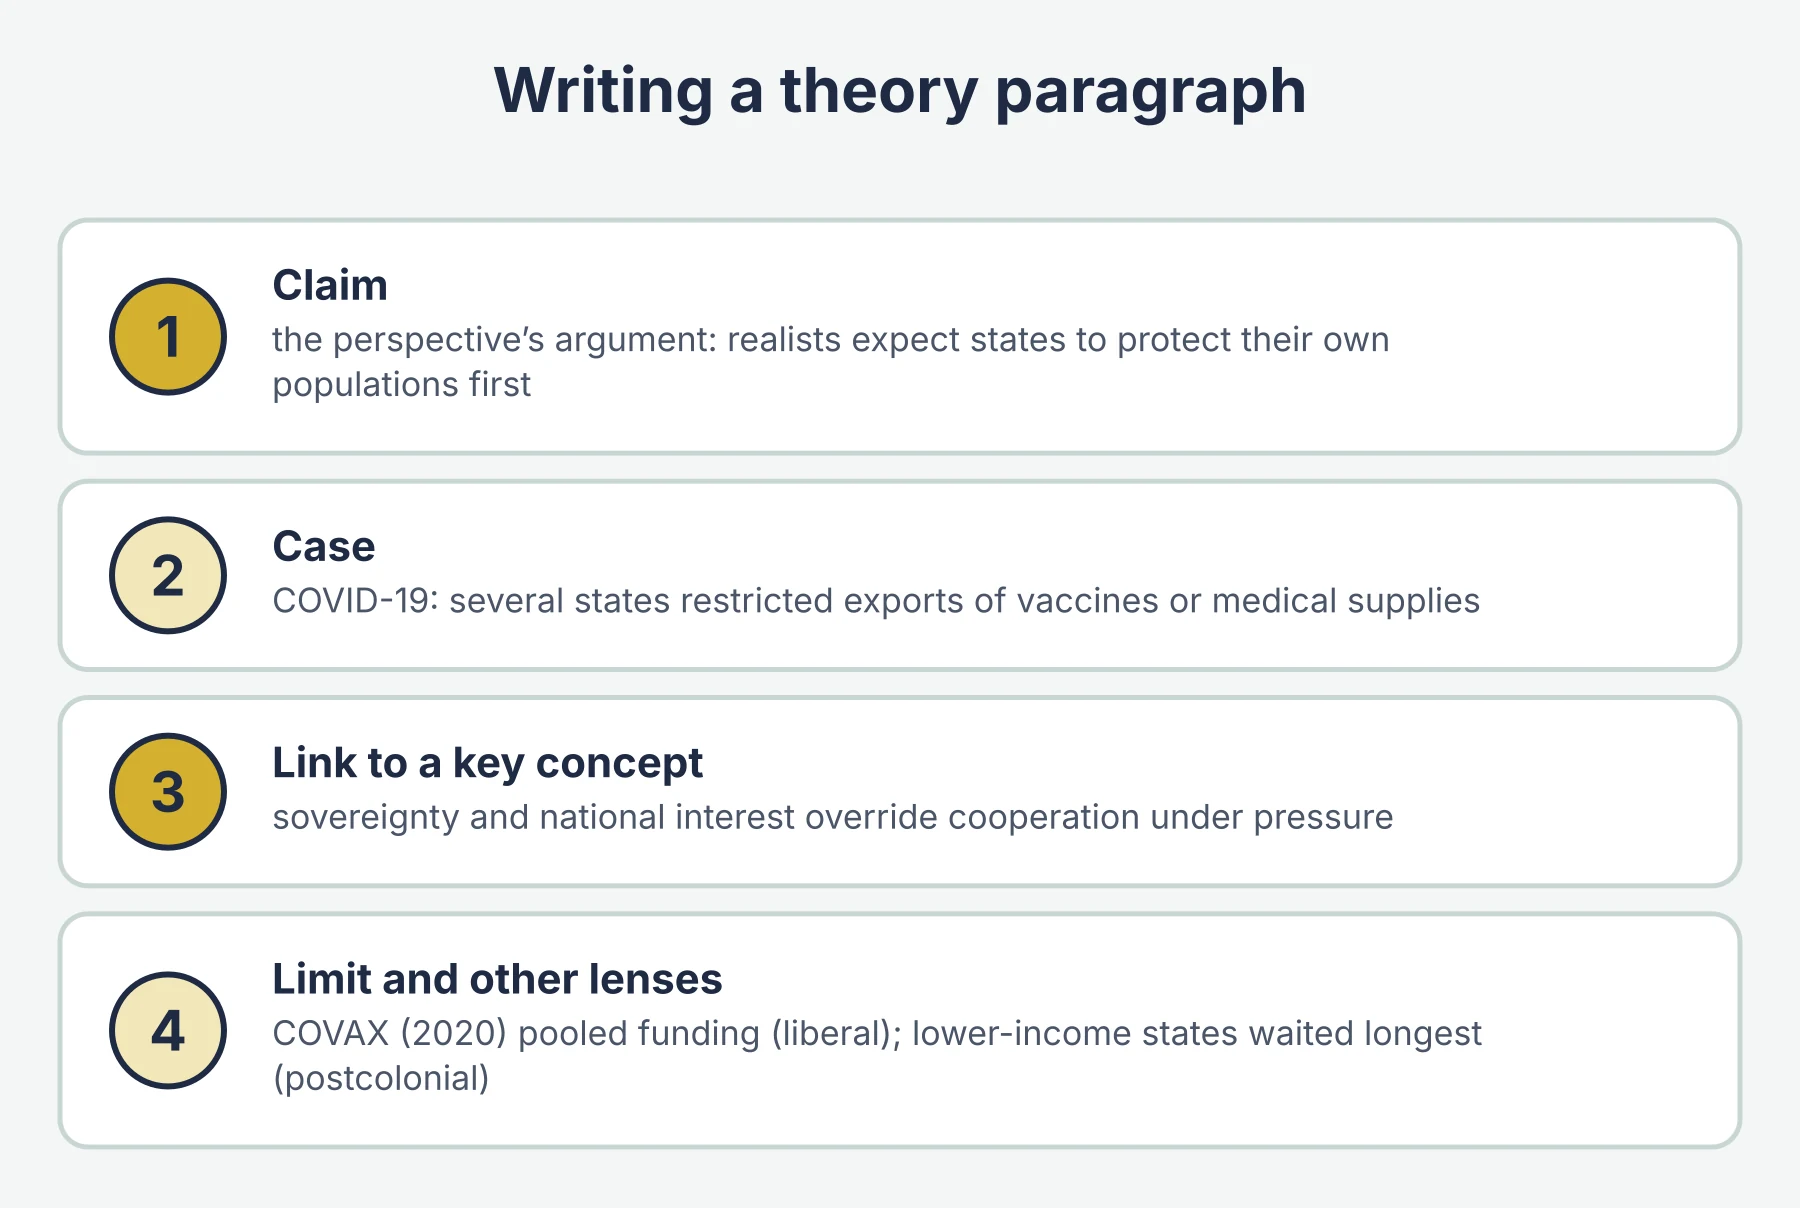 Writing a theory paragraph
1
Claim
the perspective’s argument: realists expect states to protect their own
populations first
2
Case
COVID-19: several states restricted exports of vaccines or medical supplies
3
Link to a key concept
sovereignty and national interest override cooperation under pressure
4
Limit and other lenses
COVAX (2020) pooled funding (liberal); lower-income states waited longest
(postcolonial)